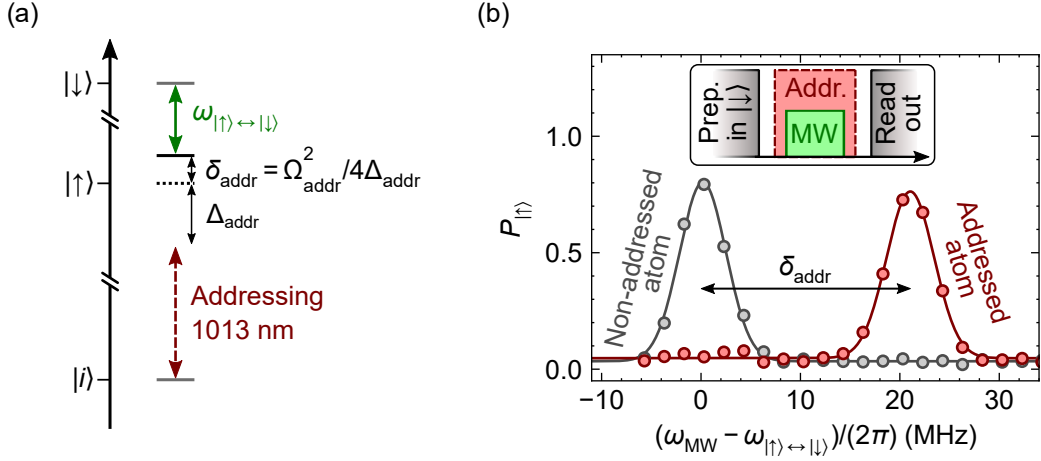 (a)
|↓⟩
ω|↑⟩↔|↓⟩
|↑⟩
δaddr = Ω²addr/4Δaddr
Δaddr
Addressing
1013 nm
|i⟩
(b)
Prep.
in |↓⟩
Addr.
MW
Read
out
P|↑⟩
1.0
0.5
0.0
Non-addressed
atom
δaddr
Addressed
atom
−10
0
10
20
30
(ωMW − ω|↑⟩↔|↓⟩)/(2π) (MHz)